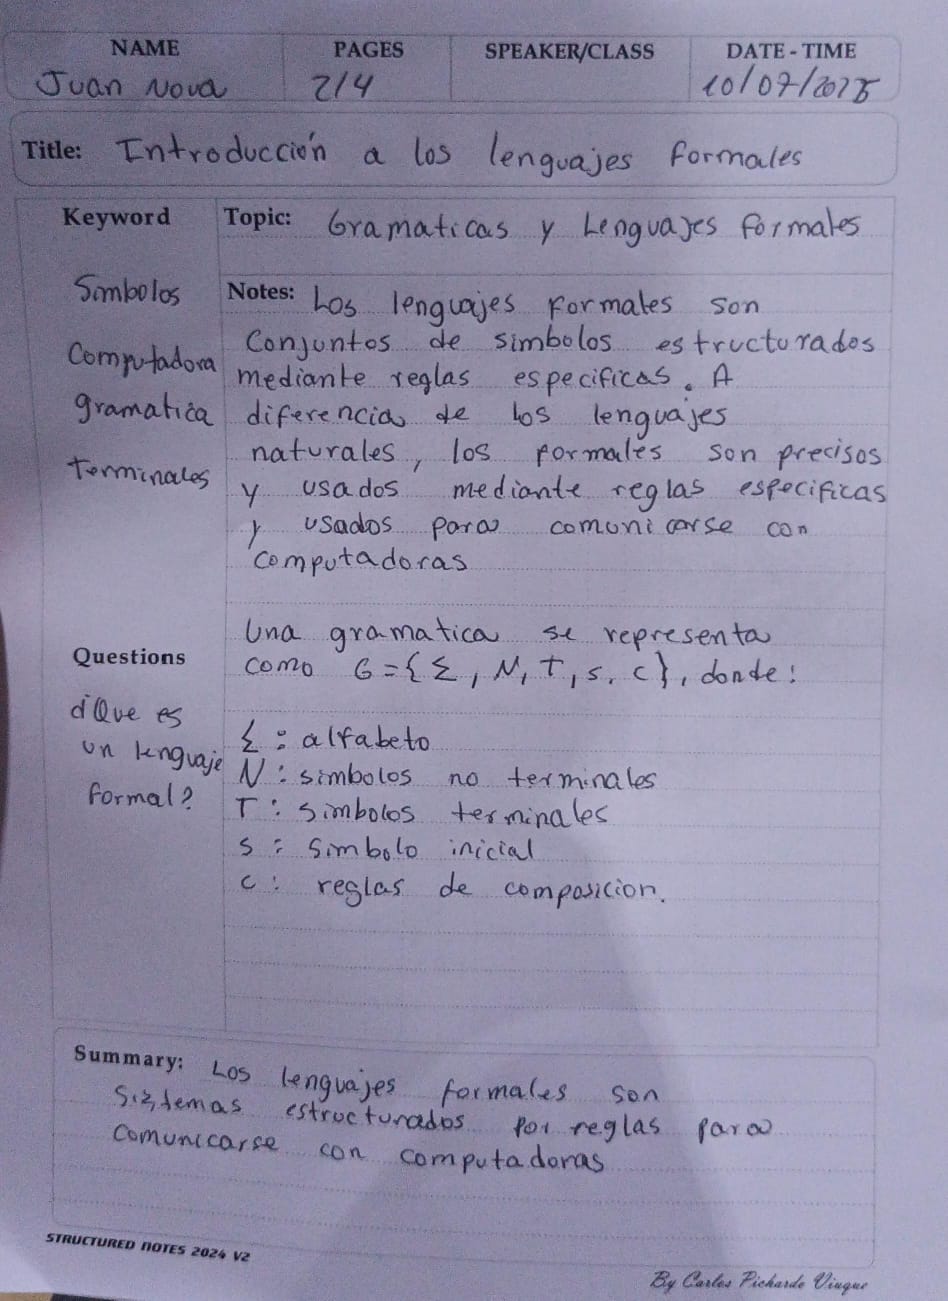 NAME PAGES SPEAKER/CLASS DATE - TIME
Juan Nova 2/4 10/07/2025
Title: Introducción a los lenguajes formales
Keyword Topic: Gramaticas y Lenguajes formales
Simbolos Notes: Los lenguajes formales son
Conjuntos de simbolos estructurados
Computadora mediante reglas especificas. A
gramatica diferencia de los lenguajes
naturales, los formales son precisos
terminales y usados mediante reglas especificas
y usados para comunicarse con
computadoras
Una gramatica se representa
Questions como G={Σ, N, T, s, c}, donde:
¿Que es Σ: alfabeto
un lenguaje N: simbolos no terminales
formal? T: simbolos terminales
s: simbolo inicial
c: reglas de composicion.
Summary: Los lenguajes formales son
Sistemas estructurados por reglas para
comunicarse con computadoras
STRUCTURED NOTES 2024 V2
By Carlos Pichardo Viuque